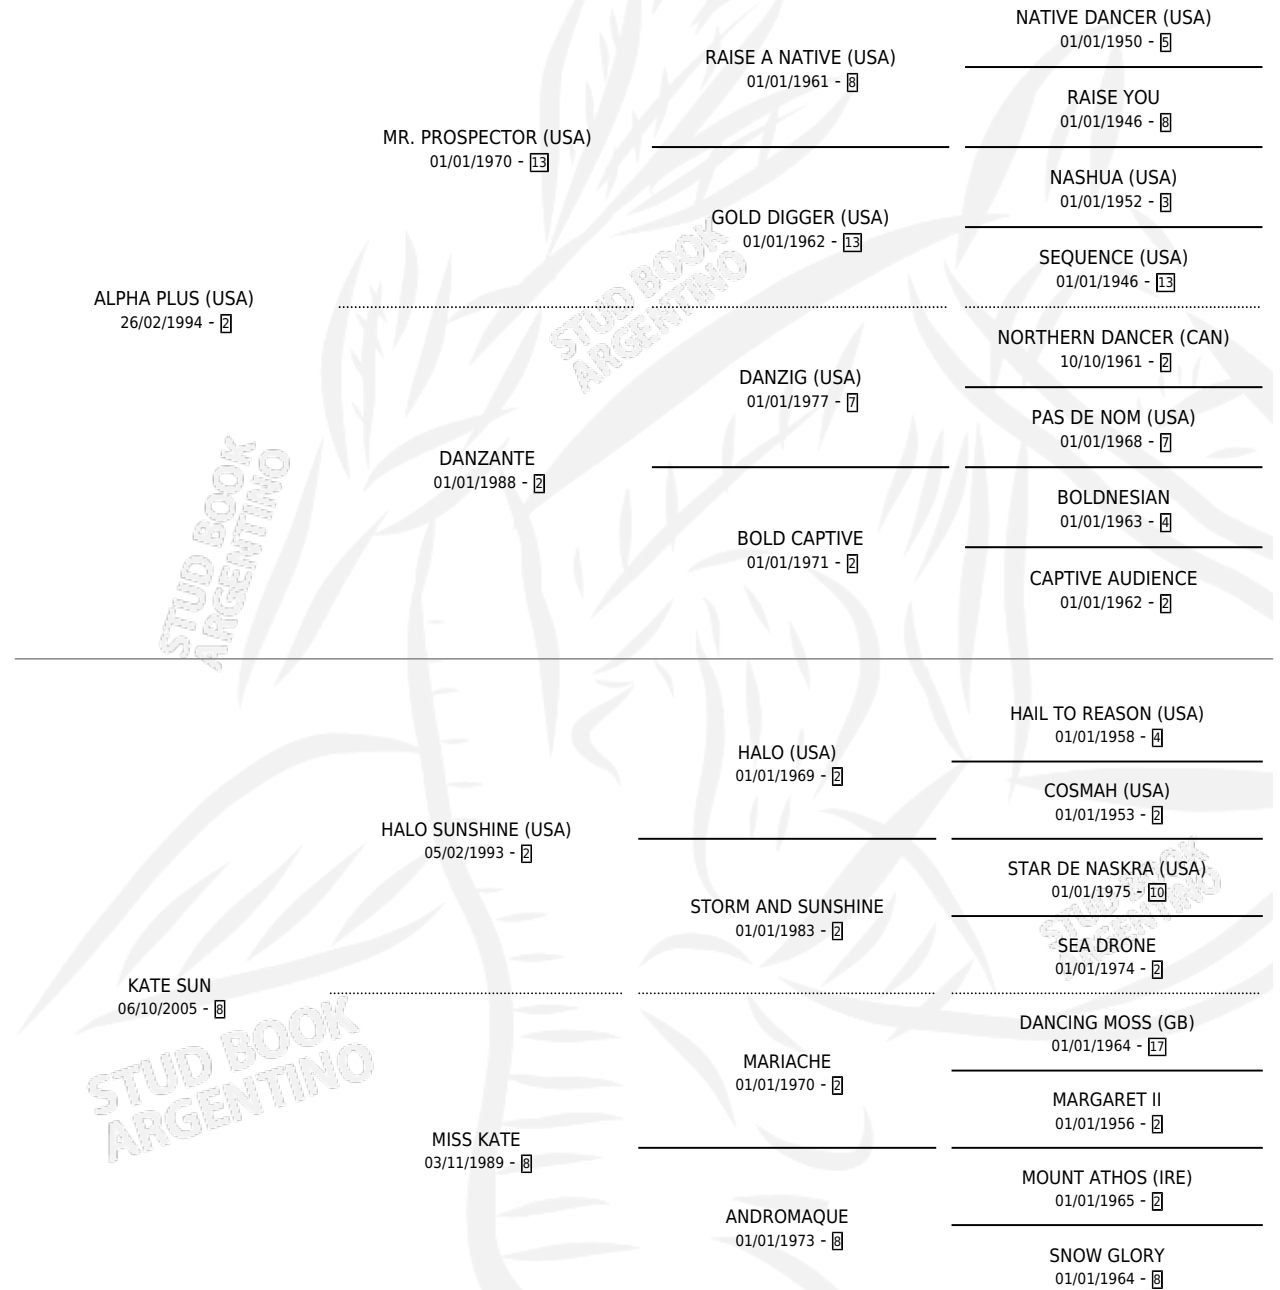 NATIVE DANCER (USA)
01/01/1950 - 5
RAISE A NATIVE (USA)
01/01/1961 - 8
RAISE YOU
01/01/1946 - 8
MR. PROSPECTOR (USA)
01/01/1970 - 13
NASHUA (USA)
01/01/1952 - 3
GOLD DIGGER (USA)
01/01/1962 - 13
SEQUENCE (USA)
01/01/1946 - 13
ALPHA PLUS (USA)
26/02/1994 - 2
STUD BOOK
ARGENTINO
NORTHERN DANCER (CAN)
10/10/1961 - 2
DANZIG (USA)
01/01/1977 - 7
PAS DE NOM (USA)
01/01/1968 - 7
DANZANTE
01/01/1988 - 2
BOLDNESIAN
01/01/1963 - 4
BOLD CAPTIVE
01/01/1971 - 2
CAPTIVE AUDIENCE
01/01/1962 - 2
STUD BOOK
ARGENTINO
HAIL TO REASON (USA)
01/01/1958 - 4
HALO (USA)
01/01/1969 - 2
COSMAH (USA)
01/01/1953 - 2
HALO SUNSHINE (USA)
05/02/1993 - 2
STAR DE NASKRA (USA)
01/01/1975 - 10
STORM AND SUNSHINE
01/01/1983 - 2
STUD BOOK
ARGENTINO
SEA DRONE
01/01/1974 - 2
KATE SUN
06/10/2005 - 8
STUD BOOK
ARGENTINO
DANCING MOSS (GB)
01/01/1964 - 17
MARIACHE
01/01/1970 - 2
MARGARET II
01/01/1956 - 2
MISS KATE
03/11/1989 - 8
MOUNT ATHOS (IRE)
01/01/1965 - 2
ANDROMAQUE
01/01/1973 - 8
SNOW GLORY
01/01/1964 - 8